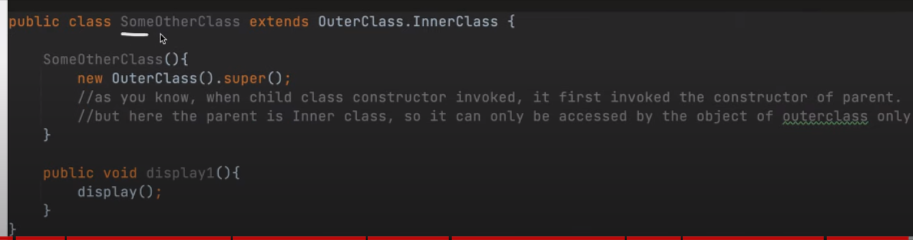 public class SomeOtherClass extends OuterClass.InnerClass {
SomeOtherClass(){
new OuterClass().super();
//as you know, when child class constructor invoked, it first invoked the constructor of parent.
//but here the parent is Inner class, so it can only be accessed by the object of outerclass only
}
public void display1(){
display();
}
}